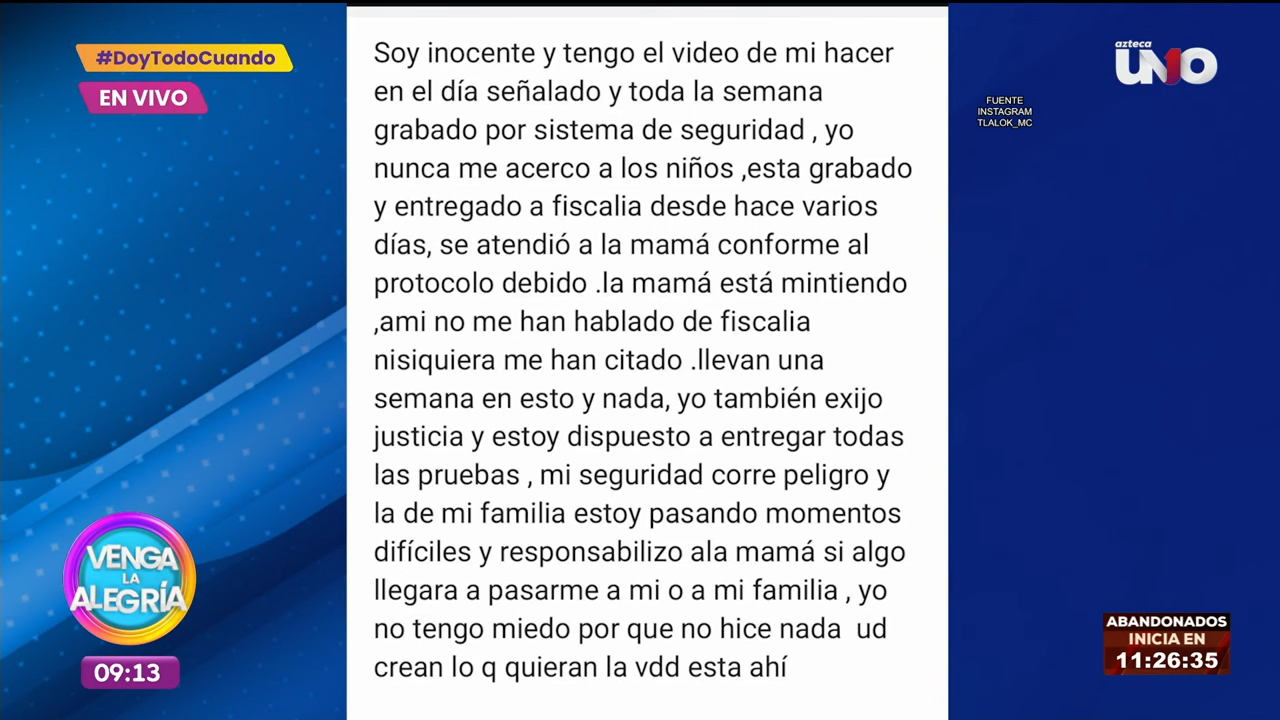 #DoyTodoCuando
EN VIVO
azteca
UNO
FUENTE
INSTAGRAM
TLALOK_MC
Soy inocente y tengo el video de mi hacer
en el día señalado y toda la semana
grabado por sistema de seguridad , yo
nunca me acerco a los niños ,esta grabado
y entregado a fiscalia desde hace varios
días, se atendió a la mamá conforme al
protocolo debido .la mamá está mintiendo
,ami no me han hablado de fiscalia
nisiquiera me han citado .llevan una
semana en esto y nada, yo también exijo
justicia y estoy dispuesto a entregar todas
las pruebas , mi seguridad corre peligro y
la de mi familia estoy pasando momentos
difíciles y responsabilizo ala mamá si algo
llegara a pasarme a mi o a mi familia , yo
no tengo miedo por que no hice nada  ud
crean lo q quieran la vdd esta ahí
VENGA
LA
ALEGRÍA
09:13
ABANDONADOS
INICIA EN
11:26:35